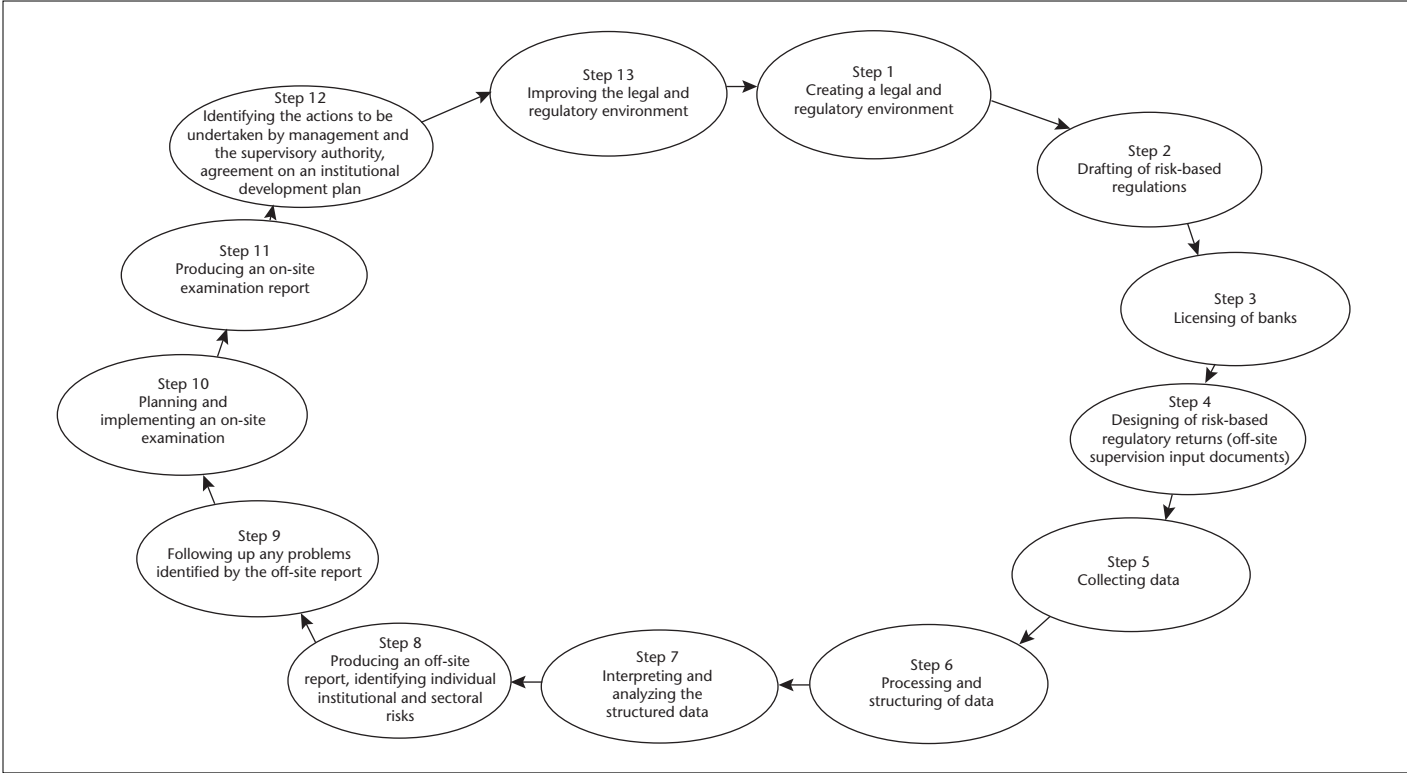 Step 1
Creating a legal and
regulatory environment
Step 2
Drafting of risk-based
regulations
Step 3
Licensing of banks
Step 4
Designing of risk-based
regulatory returns (off-site
supervision input documents)
Step 5
Collecting data
Step 6
Processing and
structuring of data
Step 7
Interpreting and
analyzing the
structured data
Step 8
Producing an off-site
report, identifying individual
institutional and sectoral
risks
Step 9
Following up any problems
identified by the off-site report
Step 10
Planning and
implementing an on-site
examination
Step 11
Producing an on-site
examination report
Step 12
Identifying the actions to be
undertaken by management and
the supervisory authority,
agreement on an institutional
development plan
Step 13
Improving the legal and
regulatory environment